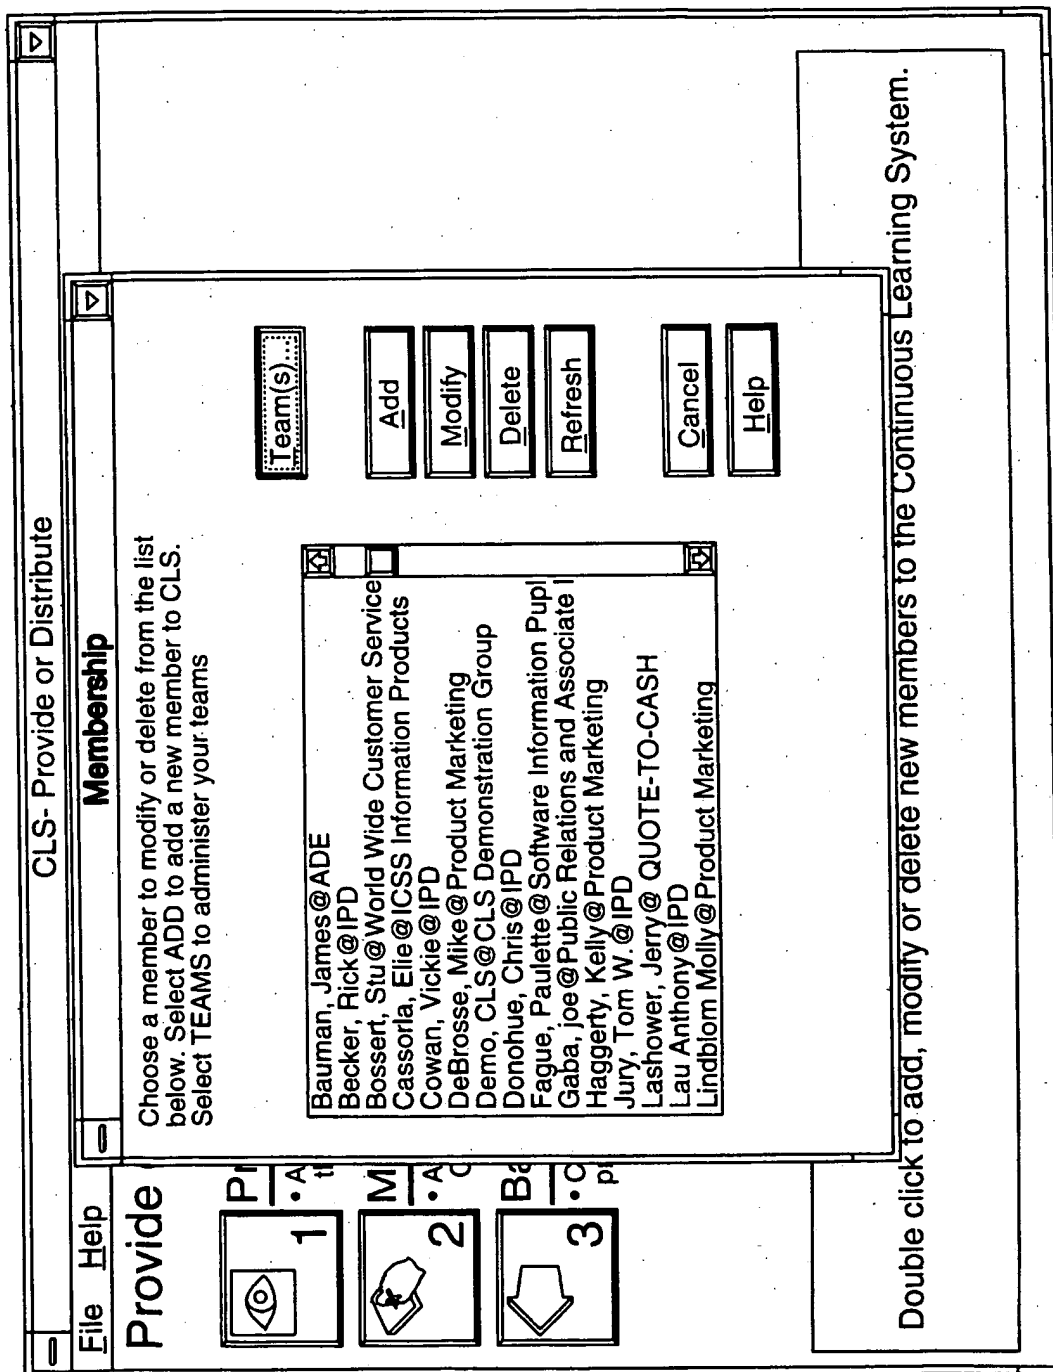 CLS- Provide or Distribute
File Help
Provide
1
Pr
• A
th
2
M
• A
C
3
Ba
• C
pr
Membership
Choose a member to modify or delete from the list
below. Select ADD to add a new member to CLS.
Select TEAMS to administer your teams
Bauman, James@ADE
Becker, Rick@IPD
Bossert, Stu@World Wide Customer Service
Cassorla, Elie@ICSS Information Products
Cowan, Vickie@IPD
DeBrosse, Mike@Product Marketing
Demo, CLS@CLS Demonstration Group
Donohue, Chris@IPD
Fague, Paulette@Software Information Pupl
Gaba, joe@Public Relations and Associate I
Haggerty, Kelly@Product Marketing
Jury, Tom W.@IPD
Lashower, Jerry@ QUOTE-TO-CASH
Lau Anthony@IPD
Lindblom Molly@Product Marketing
Team(s)...
Add
Modify
Delete
Refresh
Cancel
Help
Double click to add, modify or delete new members to the Continuous Learning System.